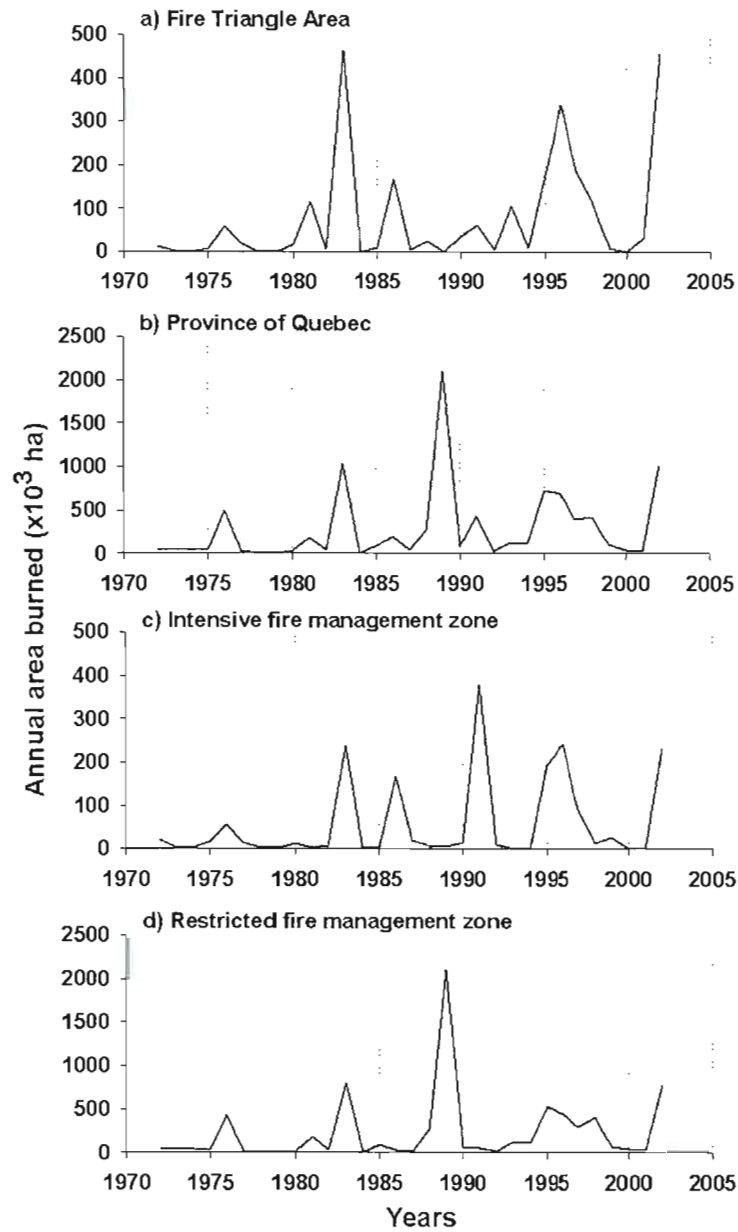 a) Fire Triangle Area
500
400
300
200
100
0
1970 1975 1980 1985 1990 1995 2000 2005
b) Province of Quebec
2500
2000
1500
1000
500
0
1970 1975 1980 1985 1990 1995 2000 2005
Annual area burned (x10³ ha)
c) Intensive fire management zone
500
400
300
200
100
0
1970 1975 1980 1985 1990 1995 2000 2005
d) Restricted fire management zone
2500
2000
1500
1000
500
0
1970 1975 1980 1985 1990 1995 2000 2005
Years